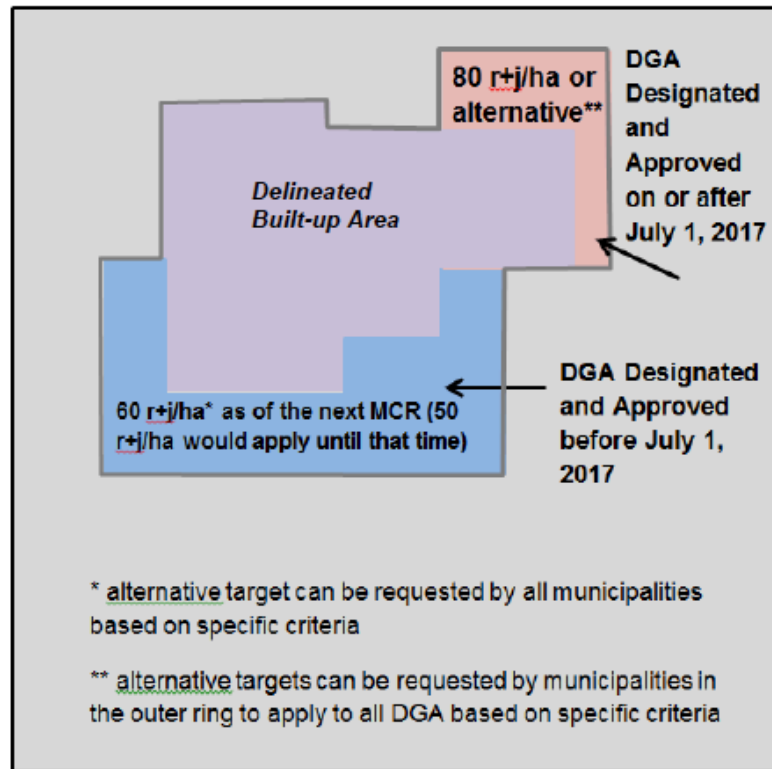 80 r+j/ha or
alternative**
DGA
Designated
and
Approved
on or after
July 1, 2017
Delineated
Built-up Area
60 r+j/ha* as of the next MCR (50
r+j/ha would apply until that time)
DGA Designated
and Approved
before July 1,
2017
* alternative target can be requested by all municipalities
based on specific criteria
** alternative targets can be requested by municipalities in
the outer ring to apply to all DGA based on specific criteria